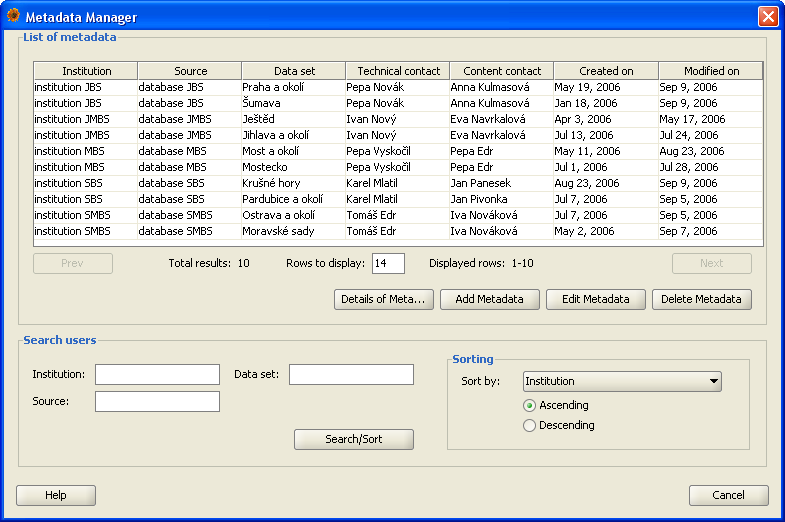 Metadata Manager
List of metadata
Institution Source Data set Technical contact Content contact Created on Modified on
institution JBS database JBS Praha a okolí Pepa Novák Anna Kulmasová May 19, 2006 Sep 9, 2006
institution JBS database JBS Šumava Pepa Novák Anna Kulmasová Jan 18, 2006 Sep 9, 2006
institution JMBS database JMBS Ještěd Ivan Nový Eva Navrkalová Apr 3, 2006 May 17, 2006
institution JMBS database JMBS Jihlava a okolí Ivan Nový Eva Navrkalová Jul 13, 2006 Jul 24, 2006
institution MBS database MBS Most a okolí Pepa Vyskočil Pepa Edr May 11, 2006 Aug 23, 2006
institution MBS database MBS Mostecko Pepa Vyskočil Pepa Edr Jul 1, 2006 Jul 28, 2006
institution SBS database SBS Krušné hory Karel Mlatil Jan Panesek Aug 23, 2006 Sep 9, 2006
institution SBS database SBS Pardubice a okolí Karel Mlatil Jan Pivonka Jul 7, 2006 Sep 5, 2006
institution SMBS database SMBS Ostrava a okolí Tomáš Edr Iva Nováková Jul 7, 2006 Sep 5, 2006
institution SMBS database SMBS Moravské sady Tomáš Edr Iva Nováková May 2, 2006 Sep 7, 2006
Prev Total results: 10 Rows to display: 14 Displayed rows: 1-10 Next
Details of Meta... Add Metadata Edit Metadata Delete Metadata
Search users
Institution: Data set:
Source:
Search/Sort
Sorting
Sort by: Institution
Ascending
Descending
Help Cancel